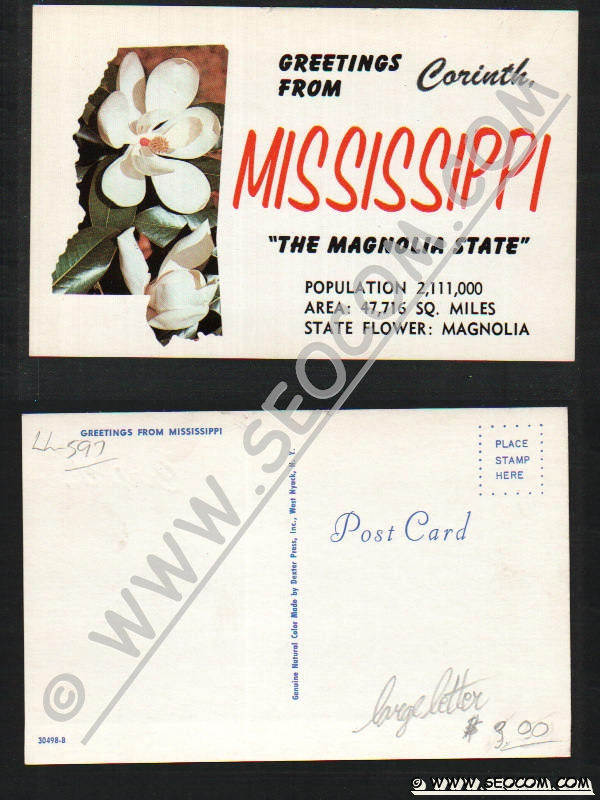 GREETINGS
FROM
Corinth,
MISSISSIPPI
"THE MAGNOLIA STATE"
POPULATION 2,111,000
AREA: 47,716 SQ. MILES
STATE FLOWER: MAGNOLIA
LL-597
GREETINGS FROM MISSISSIPPI
PLACE
STAMP
HERE
Post Card
Genuine Natural Color Made by Dexter Press, Inc., West Nyack, N. Y.
large letter
$ 3.00
30498-B
© WWW.SEOCOM.COM
© WWW.SEOCOM.COM